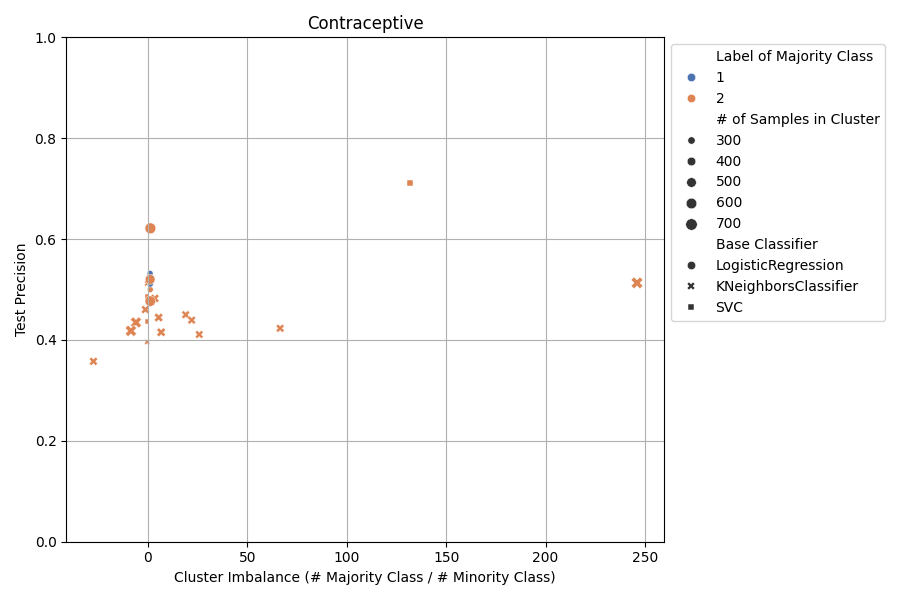 Contraceptive
1.0
0.8
0.6
0.4
0.2
0.0
Test Precision
0
50
100
150
200
250
Cluster Imbalance (# Majority Class / # Minority Class)
Label of Majority Class
1
2
# of Samples in Cluster
300
400
500
600
700
Base Classifier
LogisticRegression
KNeighborsClassifier
SVC